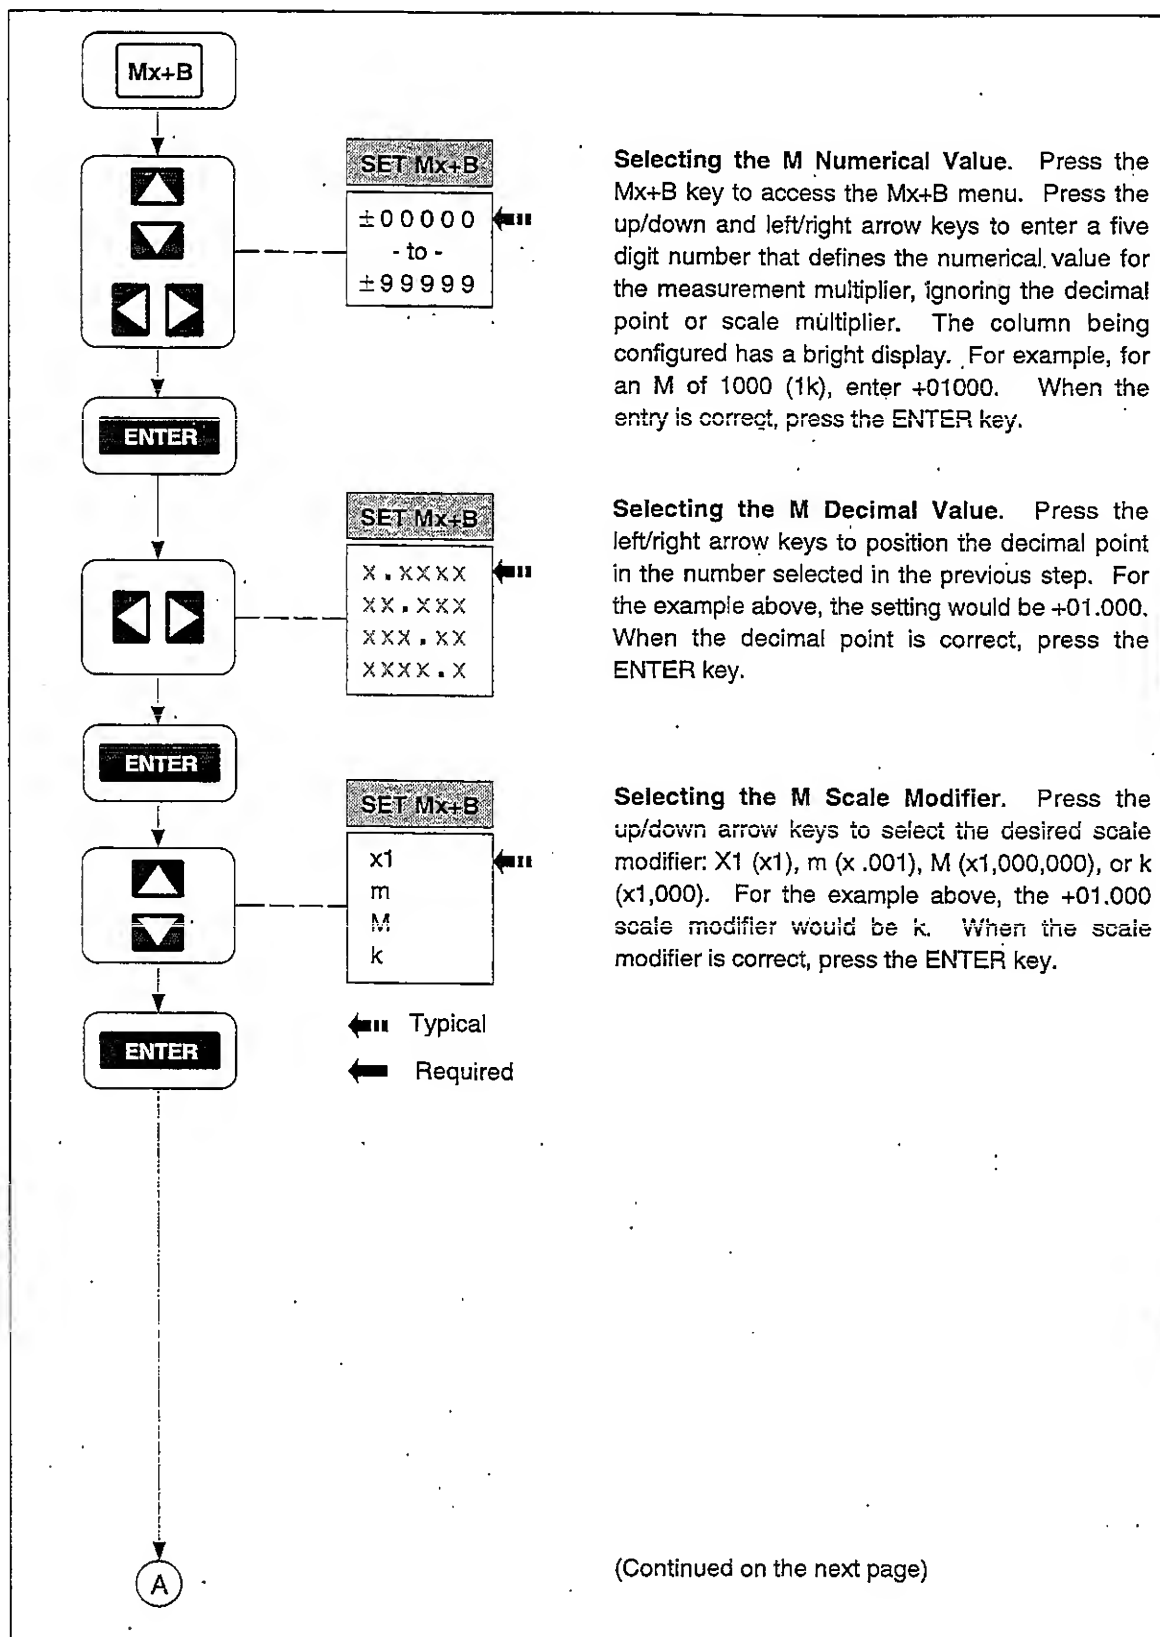 Mx+B
SET Mx+B
±00000
- to -
±99999
Selecting the M Numerical Value. Press the
Mx+B key to access the Mx+B menu. Press the
up/down and left/right arrow keys to enter a five
digit number that defines the numerical value for
the measurement multiplier, ignoring the decimal
point or scale multiplier. The column being
configured has a bright display. For example, for
an M of 1000 (1k), enter +01000. When the
entry is correct, press the ENTER key.
ENTER
SET Mx+B
X.XXXX
XX.XXX
XXX.XX
XXXX.X
Selecting the M Decimal Value. Press the
left/right arrow keys to position the decimal point
in the number selected in the previous step. For
the example above, the setting would be +01.000.
When the decimal point is correct, press the
ENTER key.
ENTER
SET Mx+B
x1
m
M
k
Selecting the M Scale Modifier. Press the
up/down arrow keys to select the desired scale
modifier: X1 (x1), m (x .001), M (x1,000,000), or k
(x1,000). For the example above, the +01.000
scale modifier would be k. When the scale
modifier is correct, press the ENTER key.
ENTER
Typical
Required
A
(Continued on the next page)